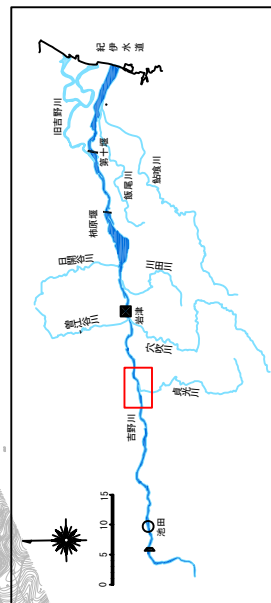 紀伊水道
旧吉野川
第十堰
飯尾川
鮎喰川
柿原堰
日開谷川
川田川
曽江谷川
岩津
穴吹川
吉野川
貞光川
池田
0 5 10 15